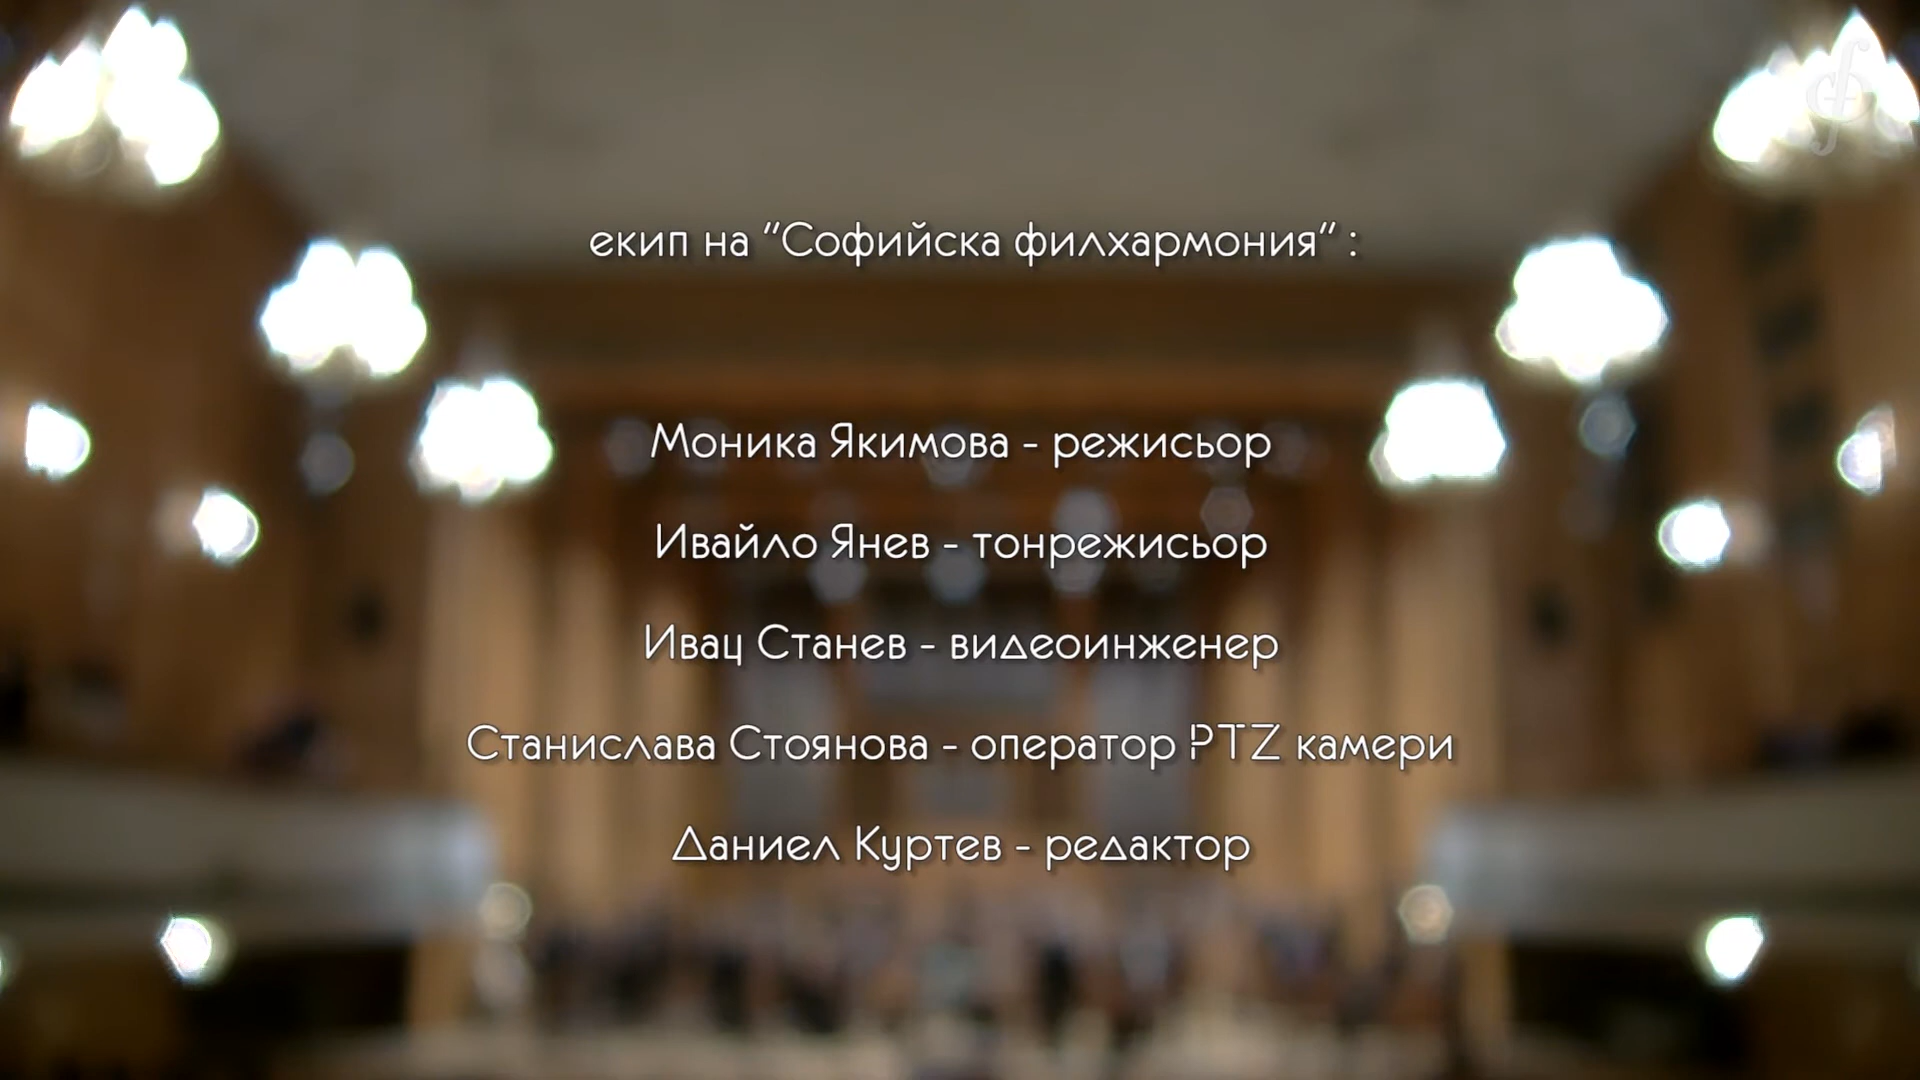 екип на "Софийска филхармония" :
Моника Якимова - режисьор
Ивайло Янев - тонрежисьор
Ивац Станев - видеоинженер
Станислава Стоянова - оператор PTZ камери
Даниел Куртев - редактор